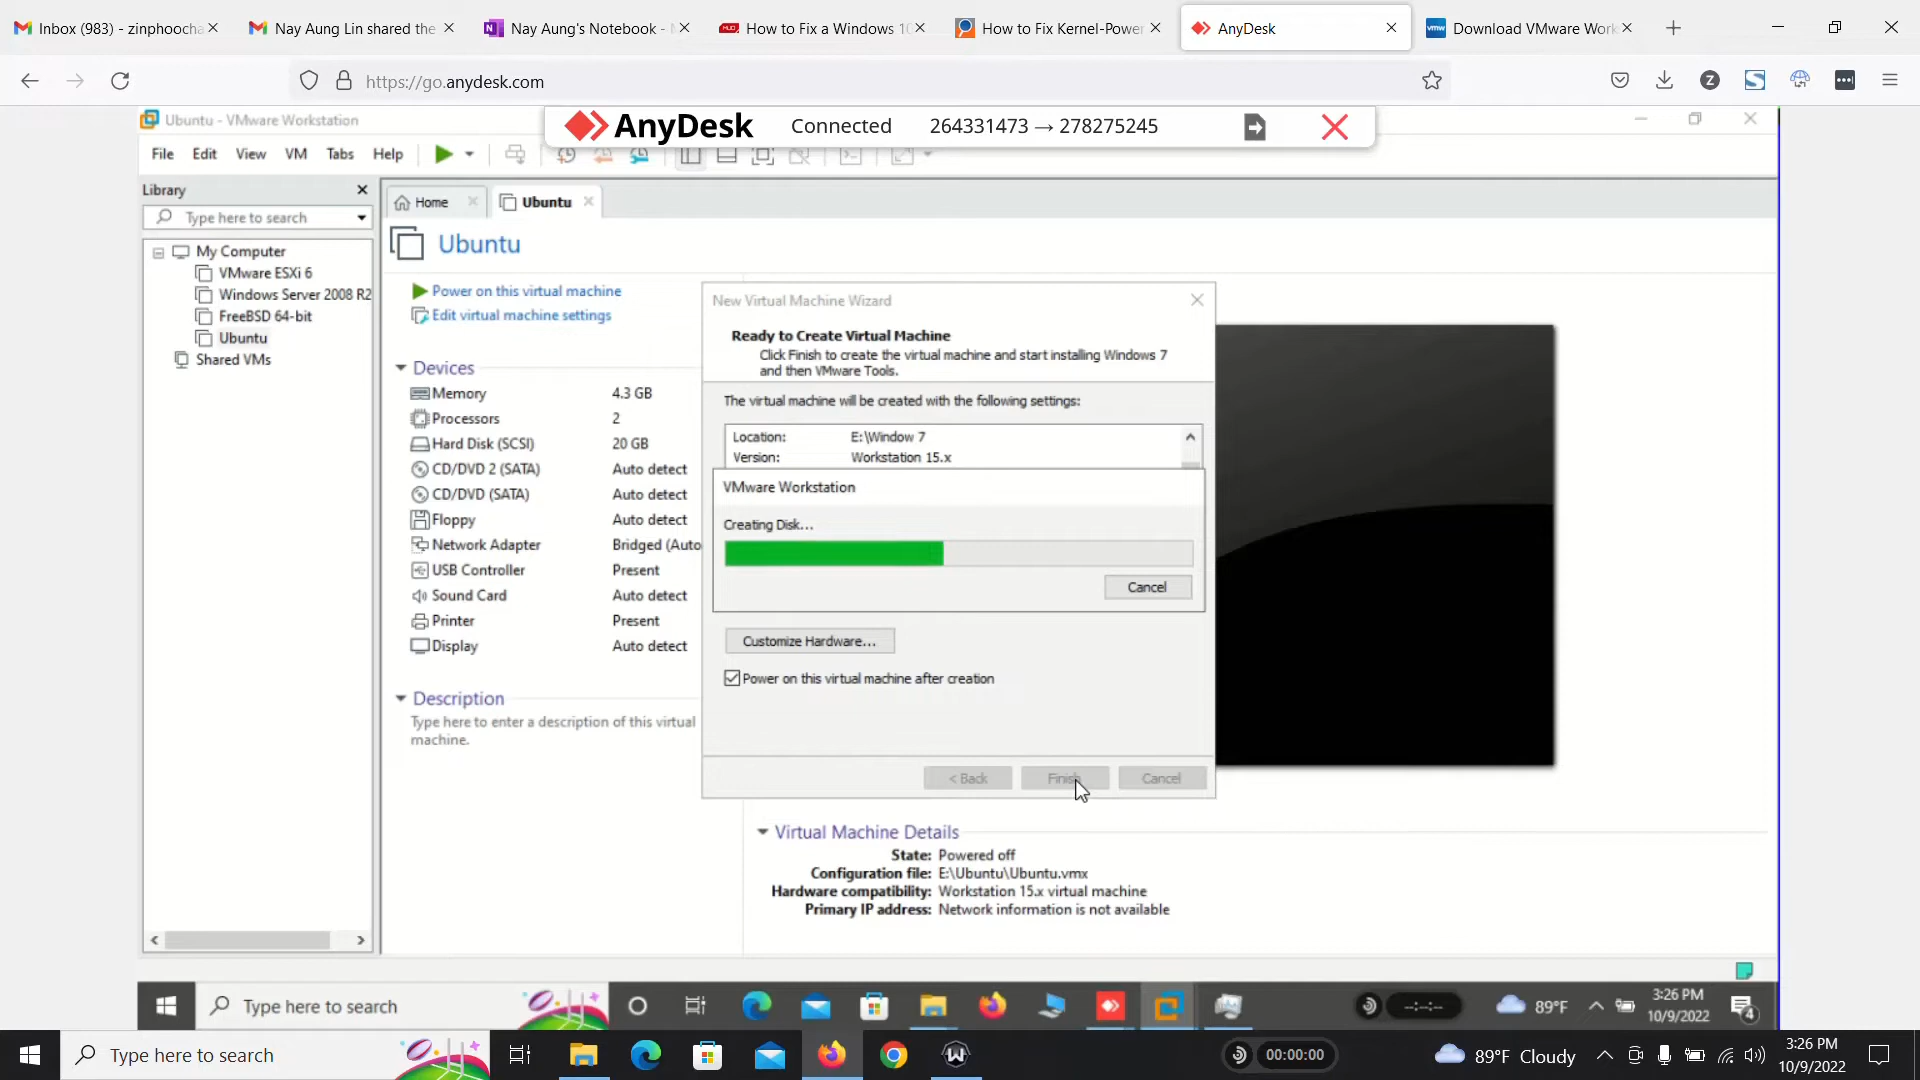 Inbox (983) - zinphoocha
Nay Aung Lin shared the
Nay Aung's Notebook -
How to Fix a Windows 10
How to Fix Kernel-Power
AnyDesk
Download VMware Work
https://go.anydesk.com
Ubuntu - VMware Workstation
AnyDesk
Connected
264331473 → 278275245
File
Edit
View
VM
Tabs
Help
Library
Home
Ubuntu
Type here to search
My Computer
VMware ESXi 6
Windows Server 2008 R2
FreeBSD 64-bit
Ubuntu
Shared VMs
Ubuntu
Power on this virtual machine
Edit virtual machine settings
Devices
Memory 4.3 GB
Processors 2
Hard Disk (SCSI) 20 GB
CD/DVD 2 (SATA) Auto detect
CD/DVD (SATA) Auto detect
Floppy Auto detect
Network Adapter Bridged (Auto
USB Controller Present
Sound Card Auto detect
Printer Present
Display Auto detect
Description
Type here to enter a description of this virtual
machine.
New Virtual Machine Wizard
Ready to Create Virtual Machine
Click Finish to create the virtual machine and start installing Windows 7
and then VMware Tools.
The virtual machine will be created with the following settings:
Location: E:\Window 7
Version: Workstation 15.x
VMware Workstation
Creating Disk...
Cancel
Customize Hardware...
Power on this virtual machine after creation
< Back
Finish
Cancel
Virtual Machine Details
State: Powered off
Configuration file: E:\Ubuntu\Ubuntu.vmx
Hardware compatibility: Workstation 15.x virtual machine
Primary IP address: Network information is not available
Type here to search
--:--:--
89°F
3:26 PM
10/9/2022
4
Type here to search
00:00:00
89°F Cloudy
3:26 PM
10/9/2022